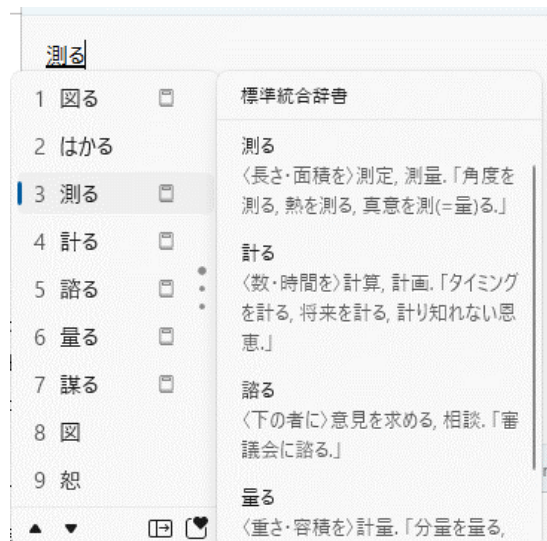 測る
1 図る
2 はかる
3 測る
4 計る
5 諮る
6 量る
7 謀る
8 図
9 恕
標準統合辞書
測る
〈長さ・面積を〉測定, 測量.「角度を
測る, 熱を測る, 真意を測(=量)る.」
計る
〈数・時間を〉計算, 計画.「タイミング
を計る, 将来を計る, 計り知れない恩
恵.」
諮る
〈下の者に〉意見を求める, 相談.「審
議会に諮る.」
量る
〈重さ・容積を〉計量.「分量を量る,